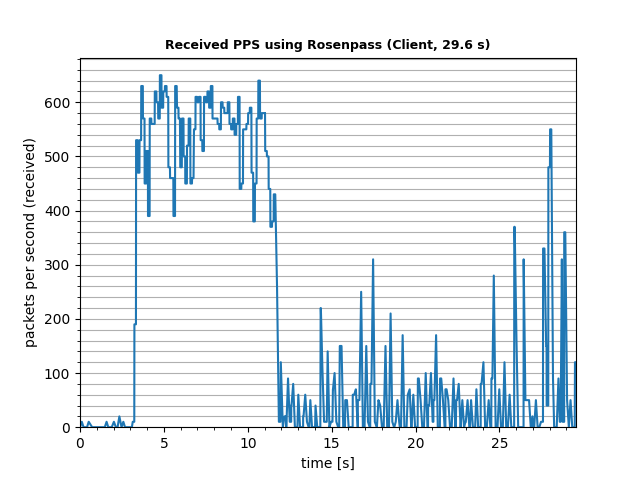 Received PPS using Rosenpass (Client, 29.6 s)
packets per second (received)
600
500
400
300
200
100
0
0 5 10 15 20 25
time [s]